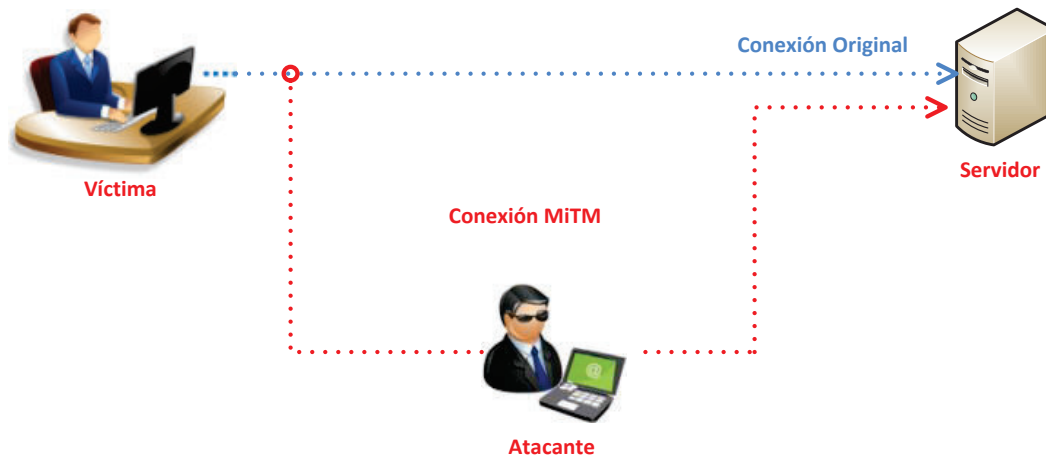 Conexión Original
Víctima
Servidor
Conexión MiTM
@
Atacante